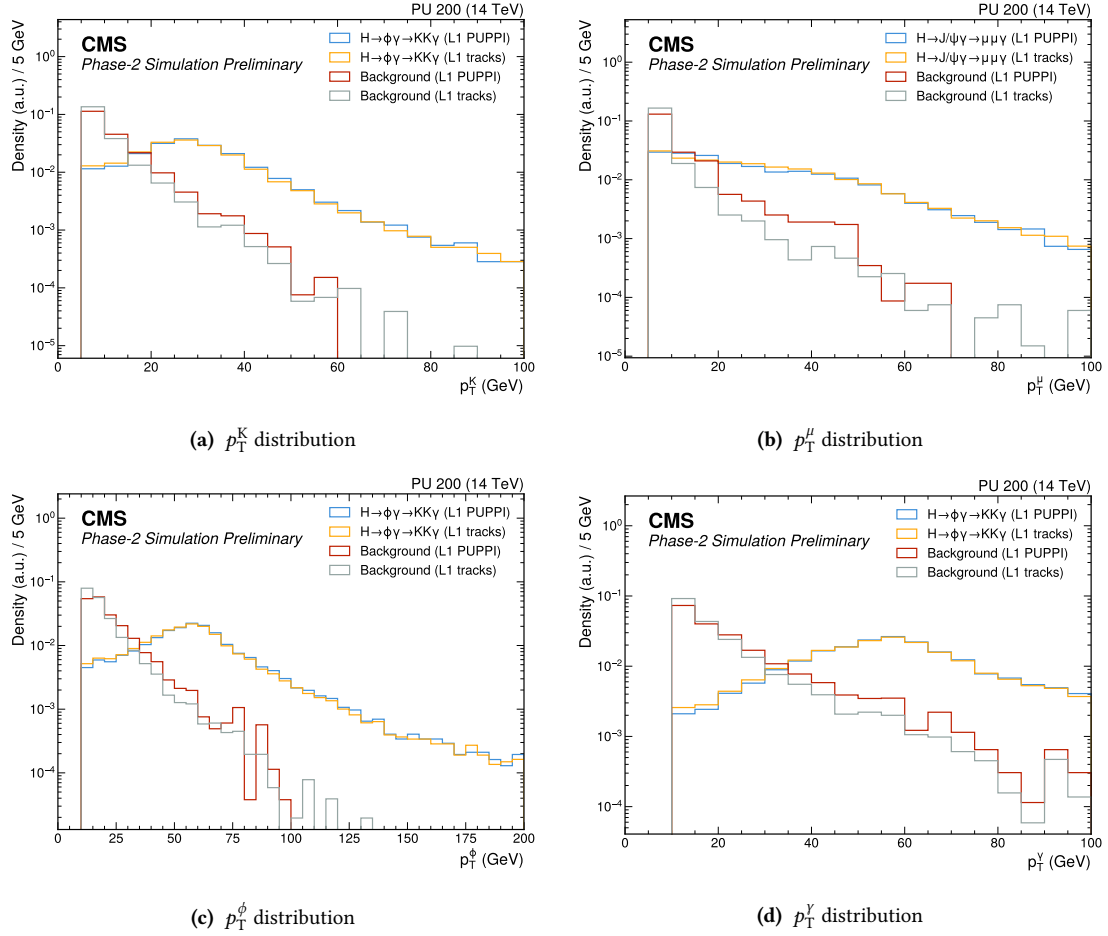 PU 200 (14 TeV)
CMS
Phase-2 Simulation Preliminary
H→ϕγ→KKγ (L1 PUPPI)
H→ϕγ→KKγ (L1 tracks)
Background (L1 PUPPI)
Background (L1 tracks)
Density (a.u.) / 5 GeV
10⁰
10⁻¹
10⁻²
10⁻³
10⁻⁴
10⁻⁵
0 20 40 60 80 100
p_T^K (GeV)
(a) p_T^K distribution
PU 200 (14 TeV)
CMS
Phase-2 Simulation Preliminary
H→J/ψγ→μμγ (L1 PUPPI)
H→J/ψγ→μμγ (L1 tracks)
Background (L1 PUPPI)
Background (L1 tracks)
Density (a.u.) / 5 GeV
10⁰
10⁻¹
10⁻²
10⁻³
10⁻⁴
10⁻⁵
0 20 40 60 80 100
p_T^μ (GeV)
(b) p_T^μ distribution
PU 200 (14 TeV)
CMS
Phase-2 Simulation Preliminary
H→ϕγ→KKγ (L1 PUPPI)
H→ϕγ→KKγ (L1 tracks)
Background (L1 PUPPI)
Background (L1 tracks)
Density (a.u.) / 5 GeV
10⁰
10⁻¹
10⁻²
10⁻³
10⁻⁴
0 25 50 75 100 125 150 175 200
p_T^ϕ (GeV)
(c) p_T^ϕ distribution
PU 200 (14 TeV)
CMS
Phase-2 Simulation Preliminary
H→ϕγ→KKγ (L1 PUPPI)
H→ϕγ→KKγ (L1 tracks)
Background (L1 PUPPI)
Background (L1 tracks)
Density (a.u.) / 5 GeV
10⁰
10⁻¹
10⁻²
10⁻³
10⁻⁴
0 20 40 60 80 100
p_T^γ (GeV)
(d) p_T^γ distribution